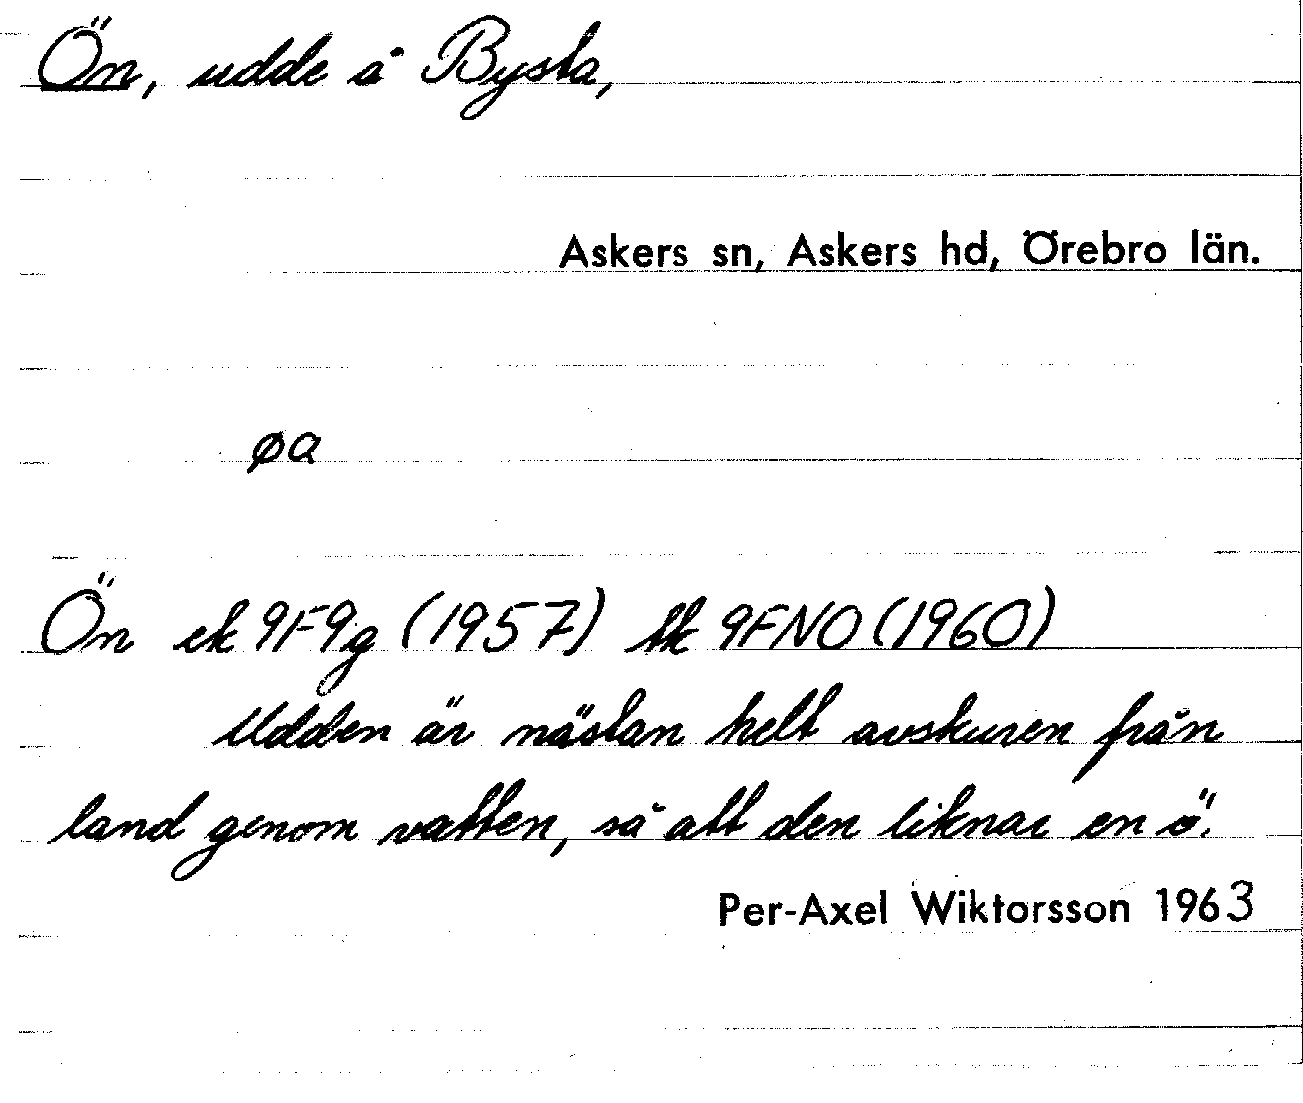 Ön, udde å Bysta,
Askers sn, Askers hd, Örebro län.
øa
Ön ek 9F9g (1957) tk 9FNO (1960)
Udden är nästan helt avskuren från
land genom vatten, så att den liknar en ö.
Per-Axel Wiktorsson 1963